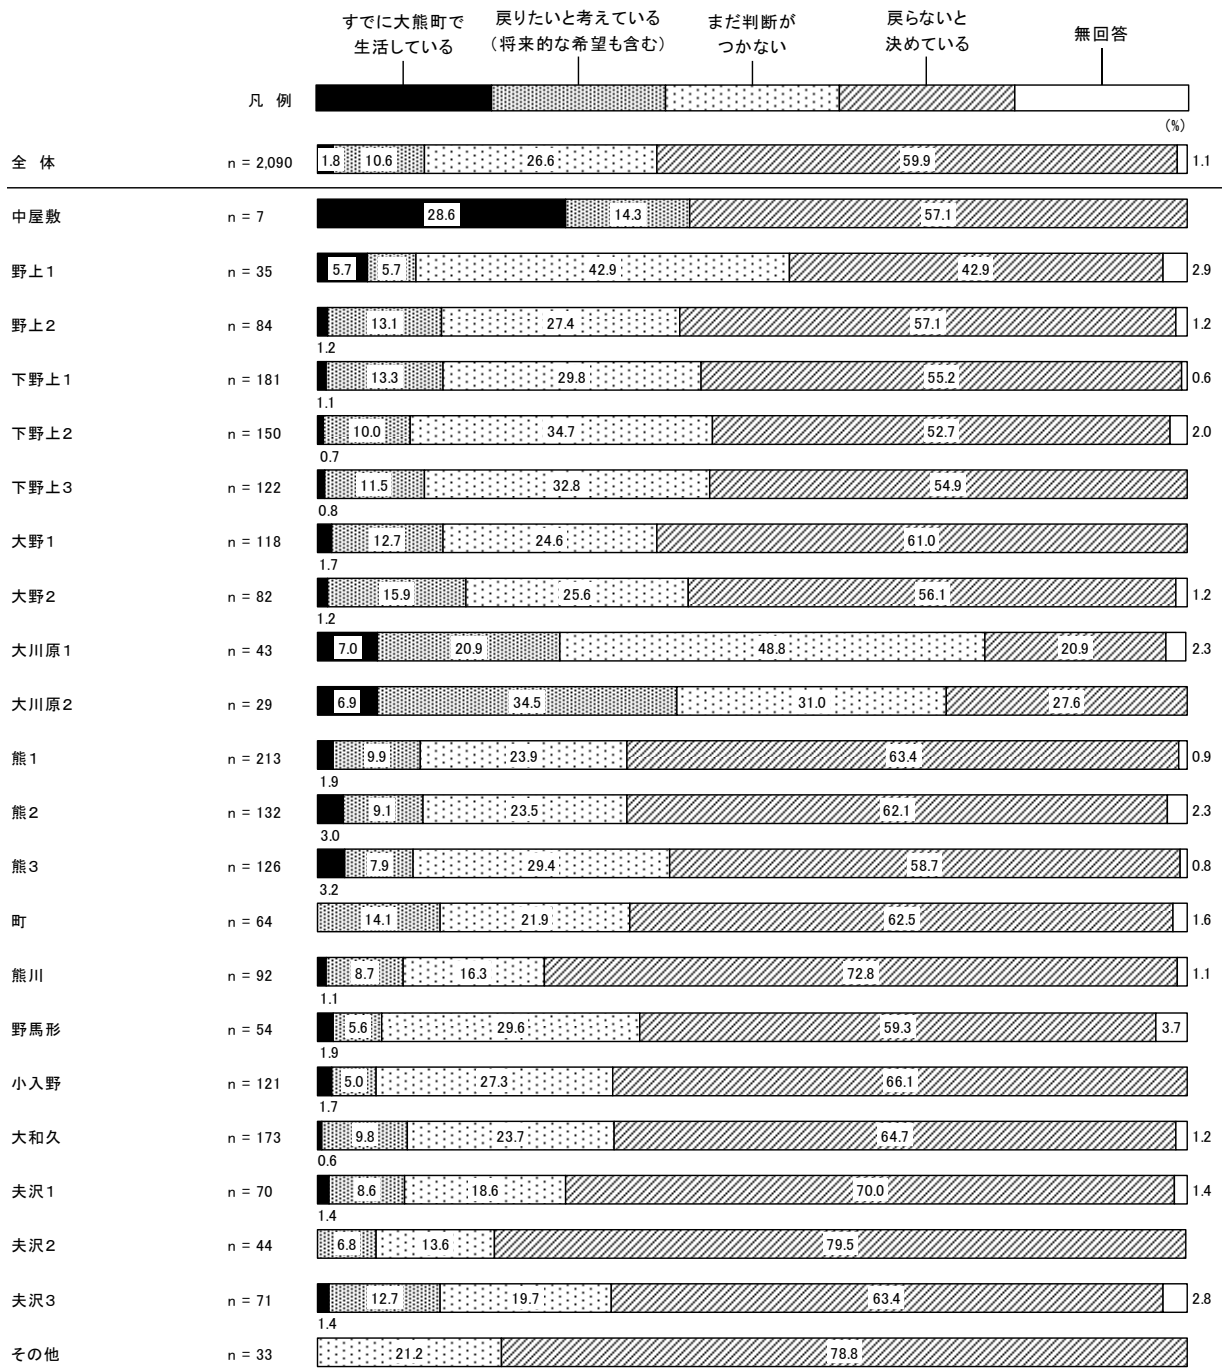 すでに大熊町で
生活している
戻りたいと考えている
(将来的な希望も含む)
まだ判断が
つかない
戻らないと
決めている
無回答
凡 例
(%)
全 体 n = 2,090 1.8 10.6 26.6 59.9 1.1
中屋敷 n = 7 28.6 14.3 57.1
野上1 n = 35 5.7 5.7 42.9 42.9 2.9
野上2 n = 84 13.1 27.4 57.1 1.2
1.2
下野上1 n = 181 13.3 29.8 55.2 0.6
1.1
下野上2 n = 150 10.0 34.7 52.7 2.0
0.7
下野上3 n = 122 11.5 32.8 54.9
0.8
大野1 n = 118 12.7 24.6 61.0
1.7
大野2 n = 82 15.9 25.6 56.1 1.2
1.2
大川原1 n = 43 7.0 20.9 48.8 20.9 2.3
大川原2 n = 29 6.9 34.5 31.0 27.6
熊1 n = 213 9.9 23.9 63.4 0.9
1.9
熊2 n = 132 9.1 23.5 62.1 2.3
3.0
熊3 n = 126 7.9 29.4 58.7 0.8
3.2
町 n = 64 14.1 21.9 62.5 1.6
熊川 n = 92 8.7 16.3 72.8 1.1
1.1
野馬形 n = 54 5.6 29.6 59.3 3.7
1.9
小入野 n = 121 5.0 27.3 66.1
1.7
大和久 n = 173 9.8 23.7 64.7 1.2
0.6
夫沢1 n = 70 8.6 18.6 70.0 1.4
1.4
夫沢2 n = 44 6.8 13.6 79.5
夫沢3 n = 71 12.7 19.7 63.4 2.8
1.4
その他 n = 33 21.2 78.8